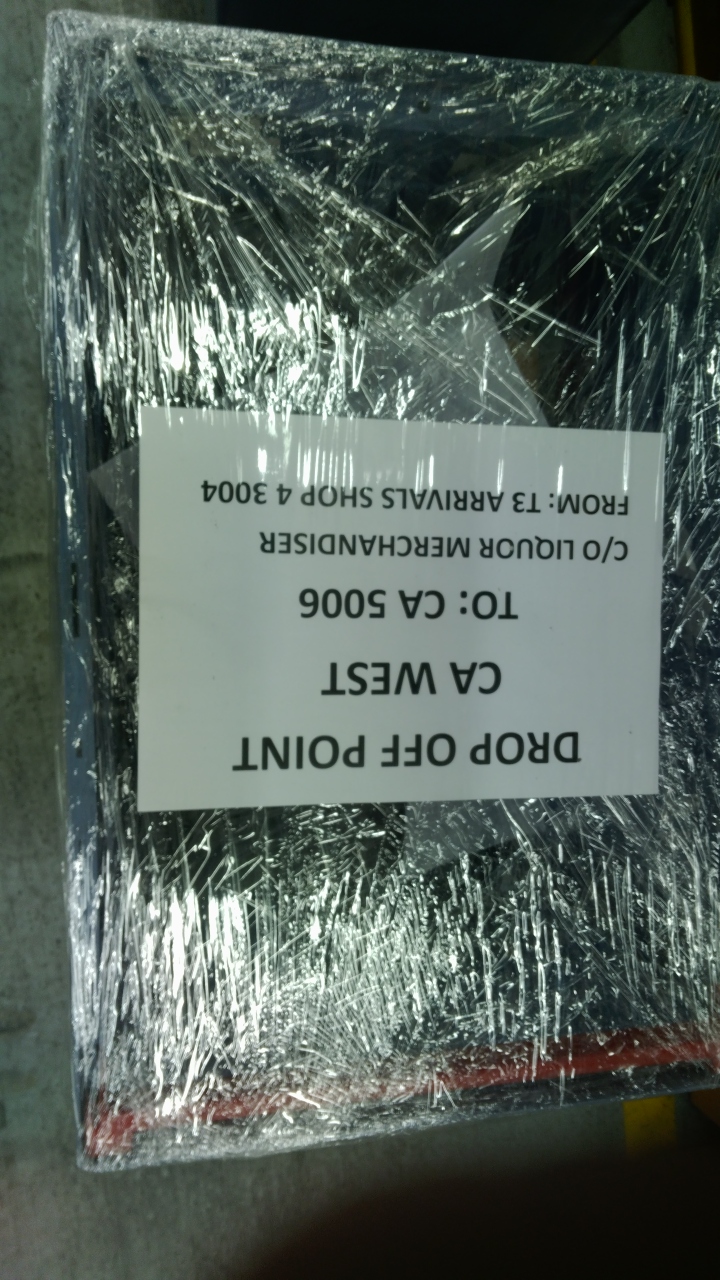 DROP OFF POINT
CA WEST
TO: CA 5006
C/O LIQUOR MERCHANDISER
FROM: T3 ARRIVALS SHOP 4 3004